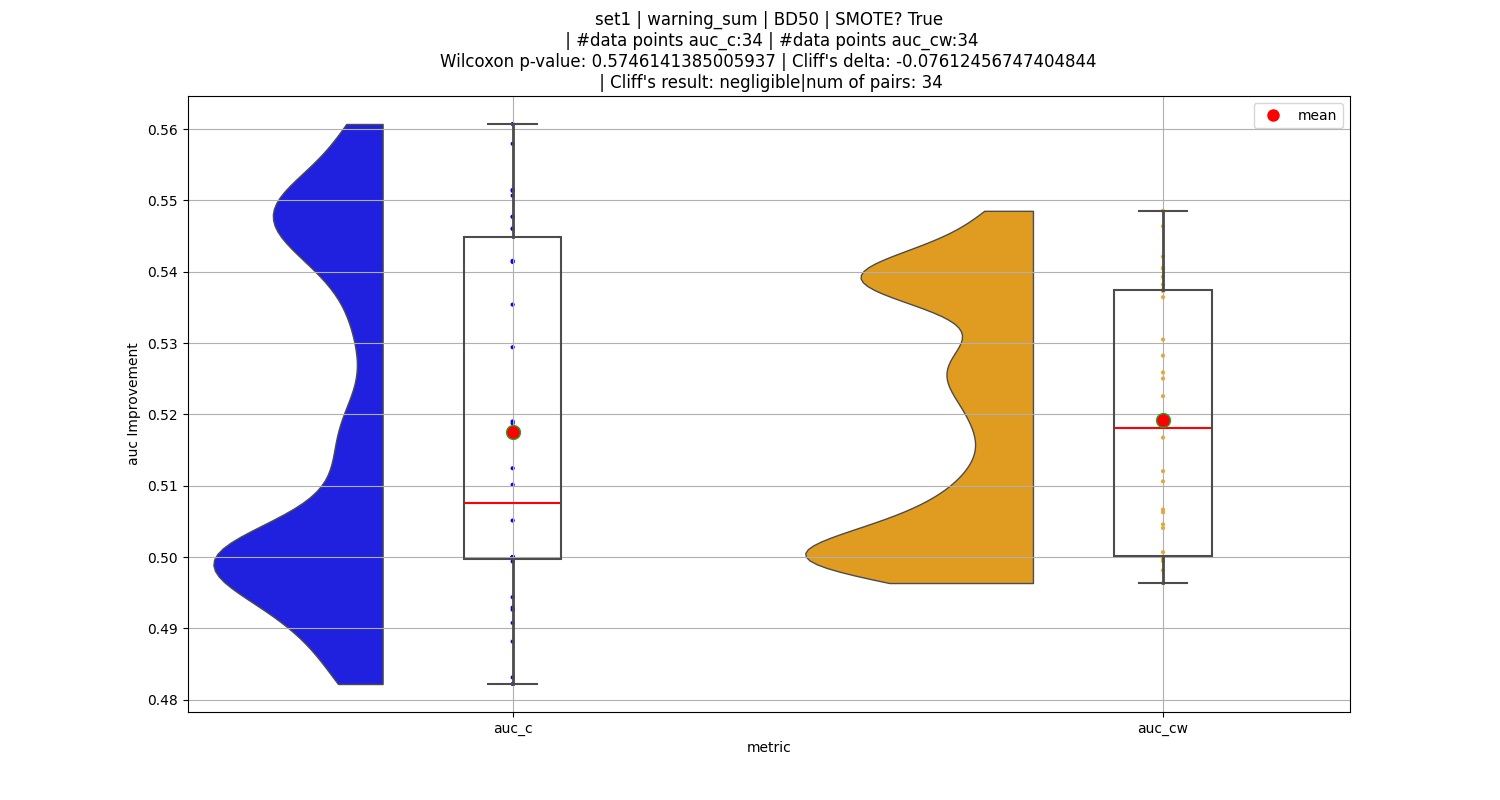 set1 | warning_sum | BD50 | SMOTE? True
| #data points auc_c:34 | #data points auc_cw:34
Wilcoxon p-value: 0.5746141385005937 | Cliff's delta: -0.07612456747404844
| Cliff's result: negligible|num of pairs: 34
mean
0.56
0.55
0.54
0.53
0.52
0.51
0.50
0.49
0.48
auc Improvement
auc_c
auc_cw
metric